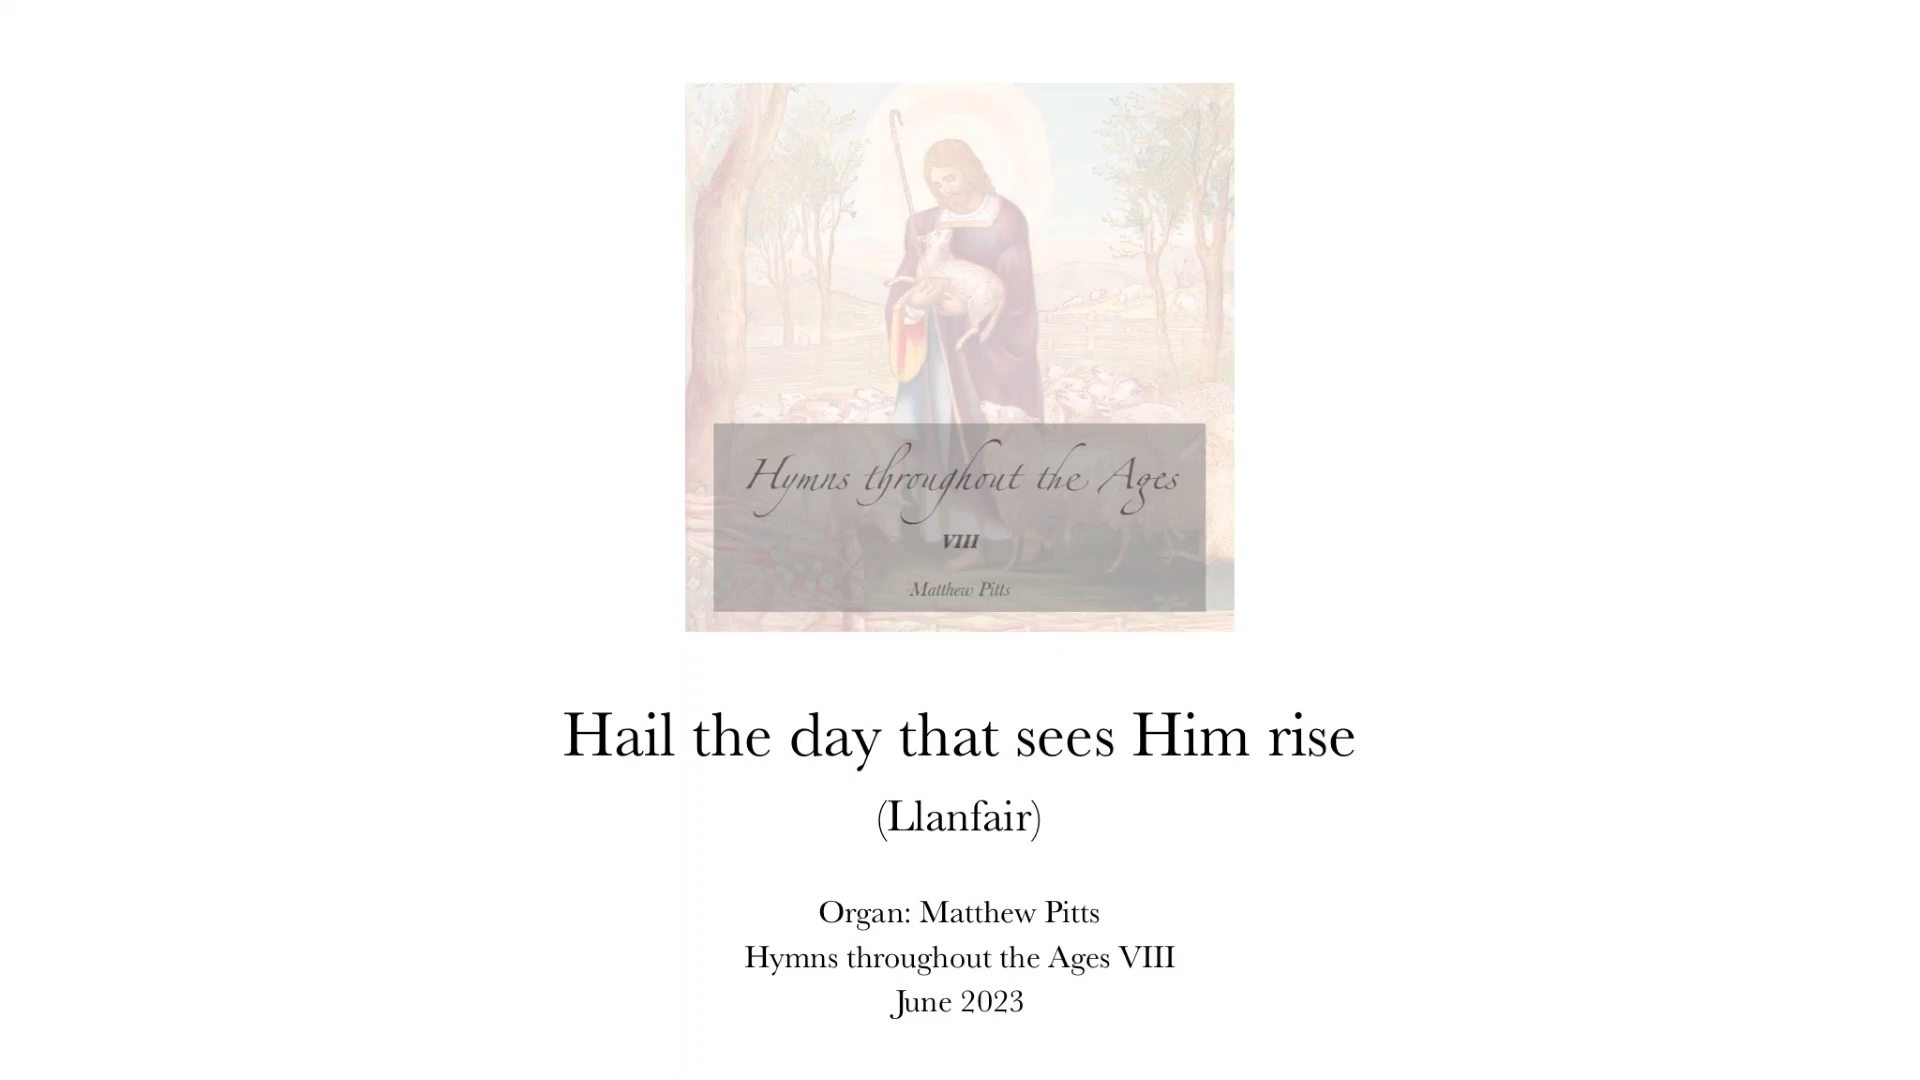 Hymns throughout the Ages
VIII
Matthew Pitts
Hail the day that sees Him rise
(Llanfair)
Organ: Matthew Pitts
Hymns throughout the Ages VIII
June 2023